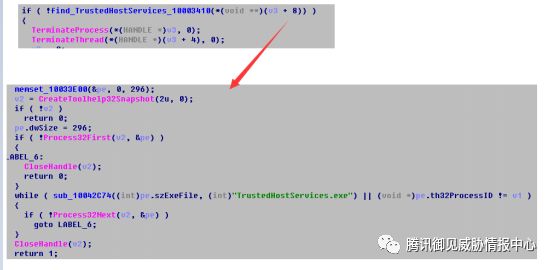 if ( !find_TrustedHostServices_10003410(*(void **)(v3 + 8)) )
{
TerminateProcess(*(HANDLE *)v3, 0);
TerminateThread(*(HANDLE *)(v3 + 4), 0);
memset_10033E00(&pe, 0, 296);
v2 = CreateToolhelp32Snapshot(2u, 0);
if ( !v2 )
return 0;
pe.dwSize = 296;
if ( !Process32First(v2, &pe) )
{
LABEL_6:
CloseHandle(v2);
return 0;
}
while ( sub_10042C74((int)pe.szExeFile, (int)"TrustedHostServices.exe") || (void *)pe.th32ProcessID != v1 )
{
if ( !Process32Next(v2, &pe) )
goto LABEL_6;
}
CloseHandle(v2);
return 1;
腾讯御见威胁情报中心